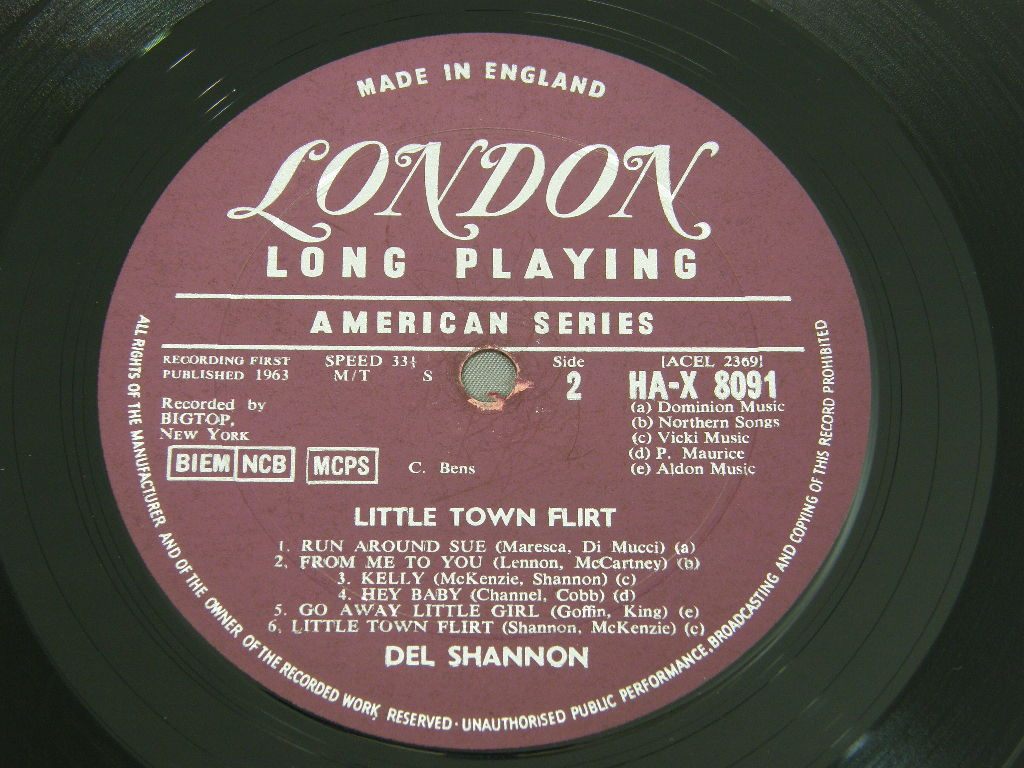 MADE IN ENGLAND
LONDON
LONG PLAYING
AMERICAN SERIES
RECORDING FIRST
PUBLISHED 1963
SPEED 33⅓
M/T S
Side
2
[ACEL 2369]
HA-X 8091
Recorded by
BIGTOP,
NEW YORK
(a) Dominion Music
(b) Northern Songs
(c) Vicki Music
(d) P. Maurice
(e) Aldon Music
BIEM NCB MCPS C. Bens
LITTLE TOWN FLIRT
1. RUN AROUND SUE (Maresca, Di Mucci) (a)
2. FROM ME TO YOU (Lennon, McCartney) (b)
3. KELLY (McKenzie, Shannon) (c)
4. HEY BABY (Channel, Cobb) (d)
5. GO AWAY LITTLE GIRL (Goffin, King) (e)
6. LITTLE TOWN FLIRT (Shannon, McKenzie) (c)
DEL SHANNON
ALL RIGHTS OF THE MANUFACTURER AND OF THE OWNER OF THE RECORDED WORK RESERVED · UNAUTHORISED PUBLIC PERFORMANCE, BROADCASTING AND COPYING OF THIS RECORD PROHIBITED